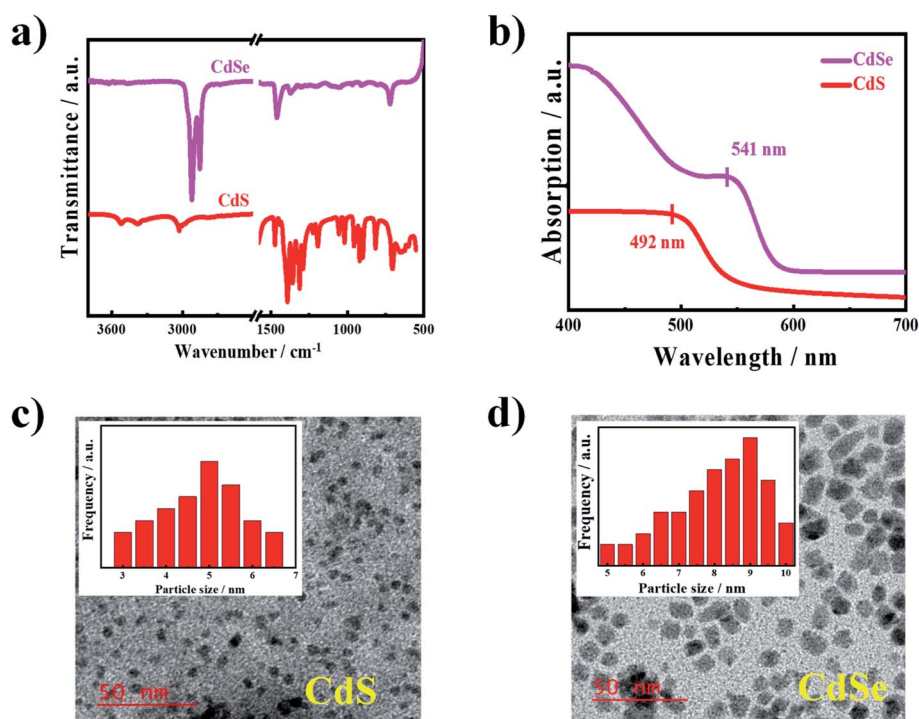 a)
CdSe
CdS
Transmittance / a.u.
3600 3000 1500 1000 500
Wavenumber / cm-1
b)
CdSe
CdS
541 nm
492 nm
Absorption / a.u.
400 500 600 700
Wavelength / nm
c)
Frequency / a.u.
3 4 5 6 7
Particle size / nm
50 nm
CdS
d)
Frequency / a.u.
5 6 7 8 9 10
Particle size / nm
50 nm
CdSe